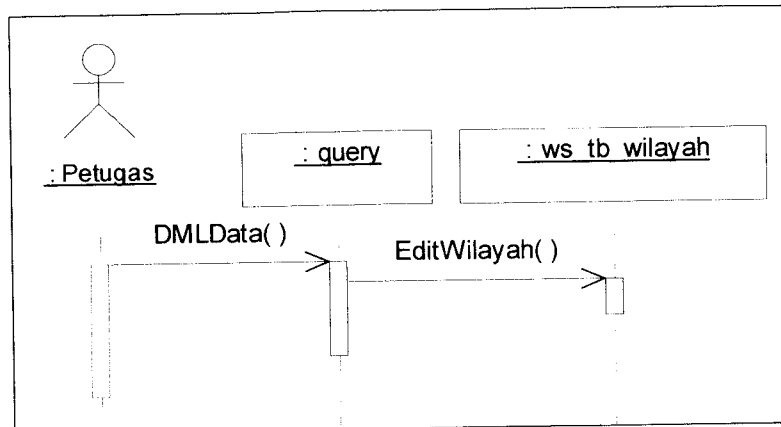 : Petugas
: query
: ws_tb_wilayah
DMLData( )
EditWilayah( )